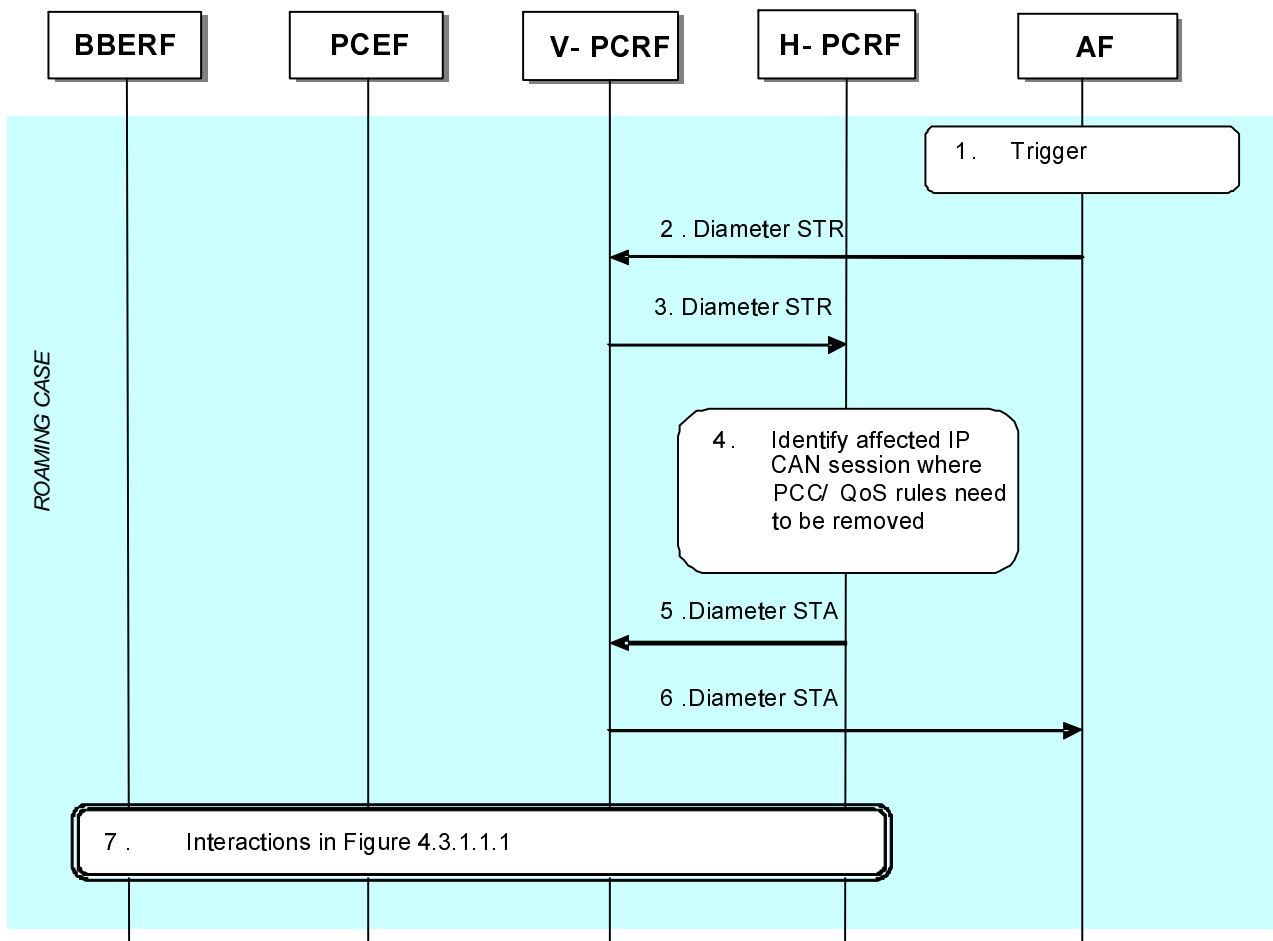 BBERF
PCEF
V- PCRF
H- PCRF
AF
1. Trigger
2 . Diameter STR
3. Diameter STR
ROAMING CASE
4. Identify affected IP
CAN session where
PCC/ QoS rules need
to be removed
5 .Diameter STA
6 .Diameter STA
7 . Interactions in Figure 4.3.1.1.1